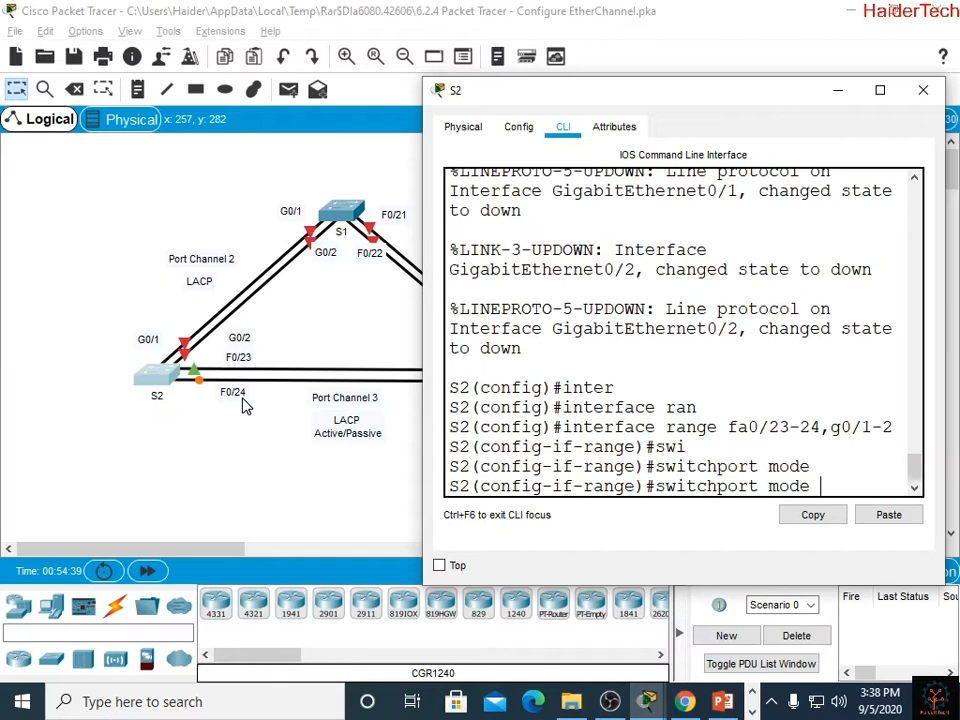 Cisco Packet Tracer - C:\Users\Haider\AppData\Local\Temp\Rar$DIa6080.42606\6.2.4 Packet Tracer - Configure EtherChannel.pka
HaiderTech
File Edit Options View Tools Extensions Help
?
Logical
Physical
x: 257, y: 282
S2
Physical
Config
CLI
Attributes
IOS Command Line Interface
%LINEPROTO-5-UPDOWN: Line protocol on
Interface GigabitEthernet0/1, changed state
to down
%LINK-3-UPDOWN: Interface
GigabitEthernet0/2, changed state to down
%LINEPROTO-5-UPDOWN: Line protocol on
Interface GigabitEthernet0/2, changed state
to down
S2(config)#inter
S2(config)#interface ran
S2(config)#interface range fa0/23-24,g0/1-2
S2(config-if-range)#swi
S2(config-if-range)#switchport mode
S2(config-if-range)#switchport mode
Ctrl+F6 to exit CLI focus
Copy
Paste
Top
G0/1
F0/21
S1
G0/2
F0/22
Port Channel 2
LACP
G0/1
G0/2
F0/23
S2
F0/24
Port Channel 3
LACP
Active/Passive
Time: 00:54:39
4331
4321
1941
2901
2911
819IOX
819HGW
829
1240
PT-Router
PT-Empty
1841
2620
CGR1240
Scenario 0
New
Delete
Toggle PDU List Window
Fire
Last Status
Type here to search
3:38 PM
9/5/2020